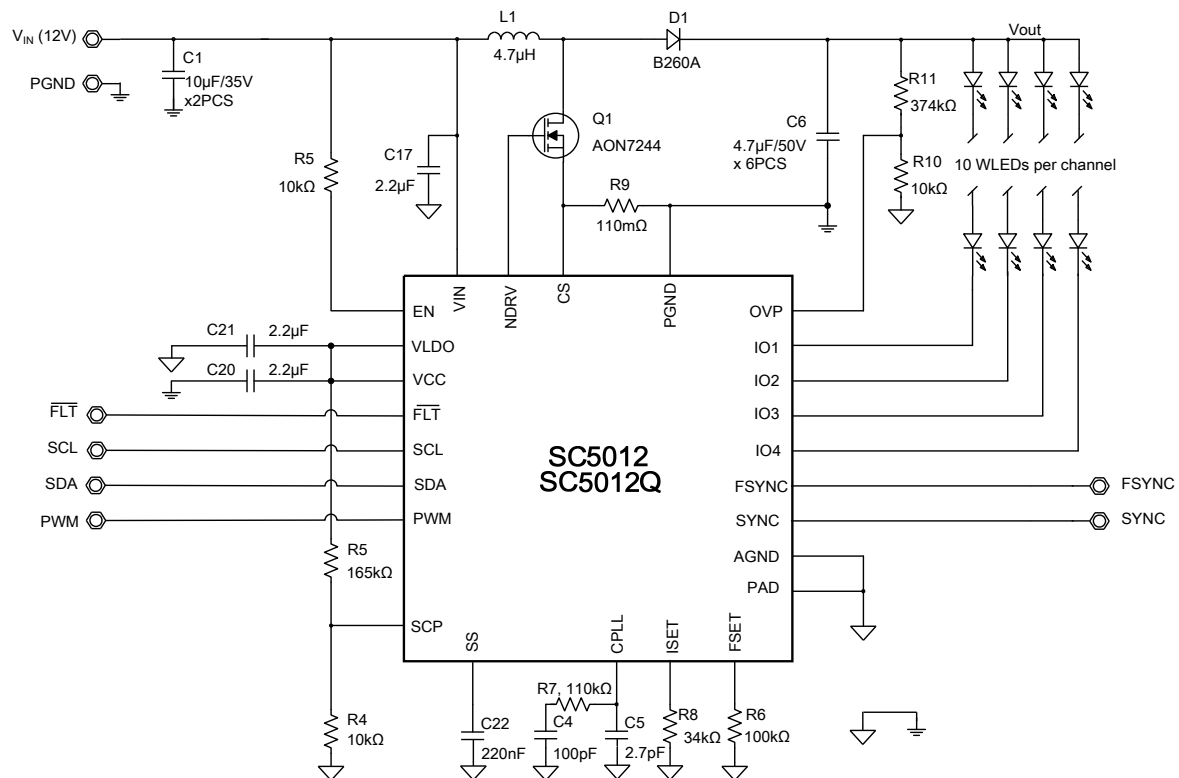 L1
D1
V_IN (12V)
Vout
C1
4.7µH
B260A
PGND
10µF/35V
x2PCS
R11
374kΩ
Q1
C6
AON7244
4.7µF/50V
x 6PCS
C17
R5
10kΩ
2.2µF
R10
10kΩ
10 WLEDs per channel
R9
110mΩ
VIN
NDRV
CS
PGND
EN
OVP
C21
2.2µF
VLDO
IO1
C20
2.2µF
VCC
IO2
FLT
FLT
IO3
SCL
SCL
IO4
SC5012
SC5012Q
SDA
SDA
FSYNC
FSYNC
PWM
PWM
SYNC
SYNC
R5
165kΩ
AGND
PAD
SCP
SS
CPLL
ISET
FSET
R7, 110kΩ
R4
10kΩ
C22
220nF
C4
100pF
C5
2.7pF
R8
34kΩ
R6
100kΩ